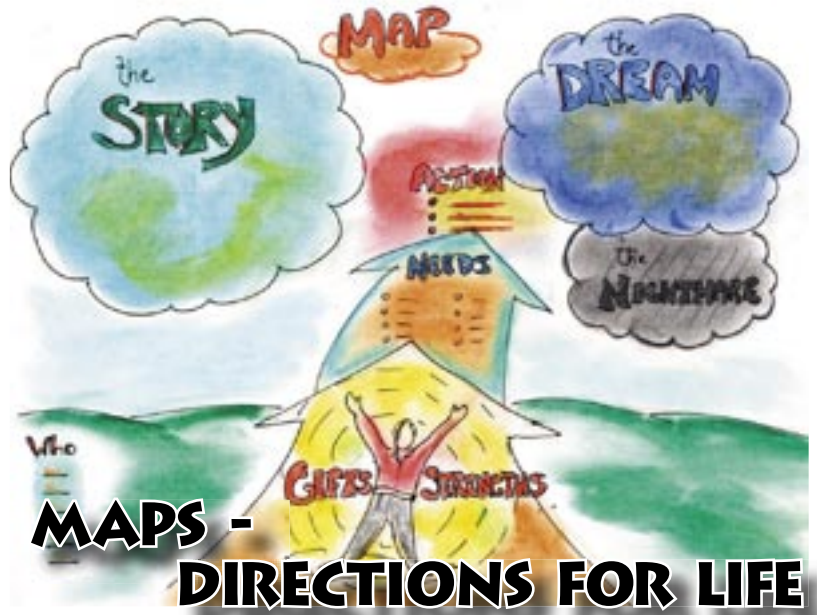 MAP
the
STORY
the
DREAM
ACTION
the
NIGHTMARE
NEEDS
Who
GIFTS STRENGTHS
MAPS -
DIRECTIONS FOR LIFE